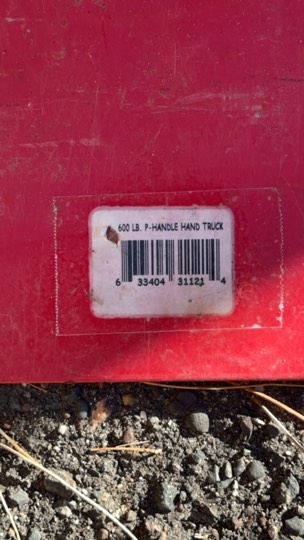 600 LB. P-HANDLE HAND TRUCK
6 33404 31121 4